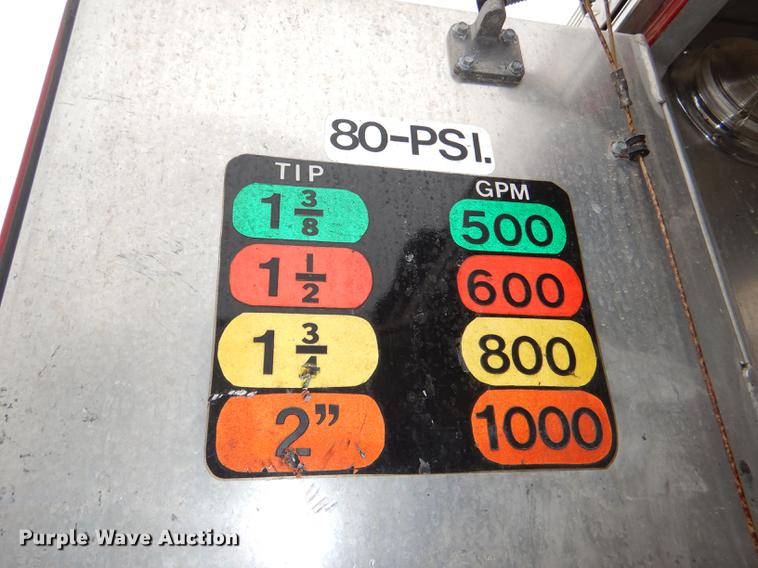 80-PSI.
TIP GPM
1 3/8 500
1 1/2 600
1 3/4 800
2” 1000
Purple Wave Auction